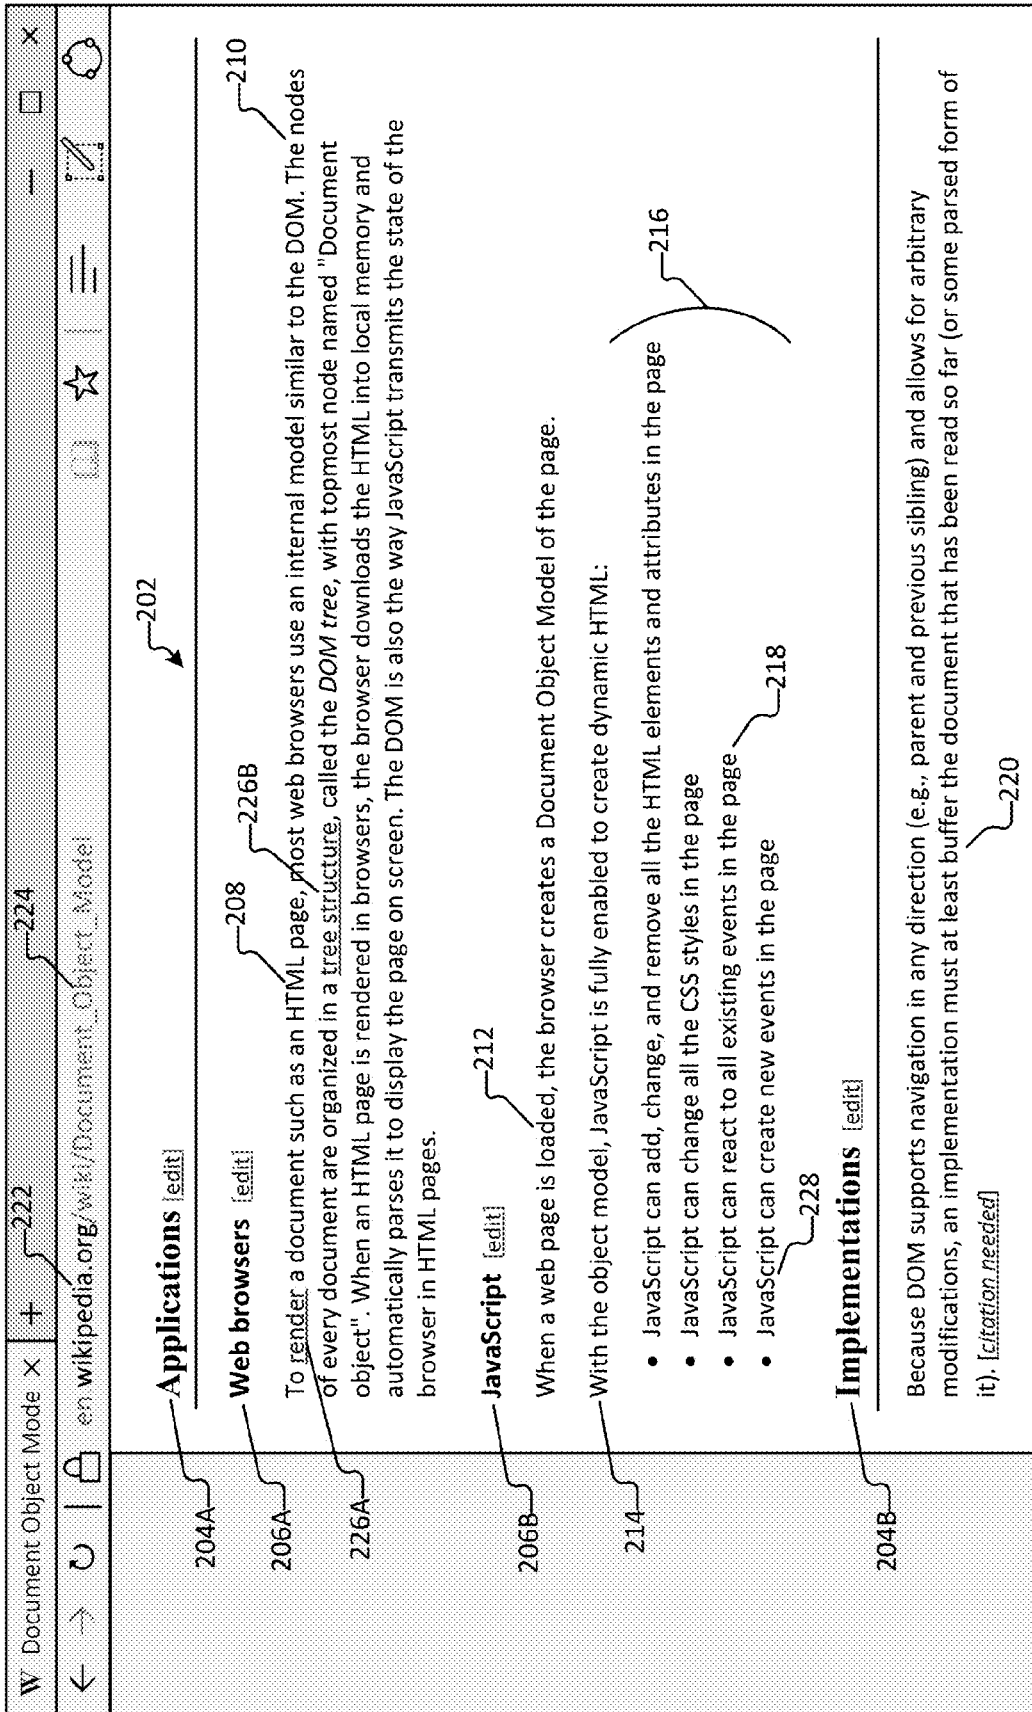 W Document Object Mode × | +
222
224
en wikipedia.org/wiki/Document_Object_Model
202
204A
Applications [edit]
206A
Web browsers [edit]
208
226B
210
226A
To render a document such as an HTML page, most web browsers use an internal model similar to the DOM. The nodes
of every document are organized in a tree structure, called the DOM tree, with topmost node named "Document
object". When an HTML page is rendered in browsers, the browser downloads the HTML into local memory and
automatically parses it to display the page on screen. The DOM is also the way JavaScript transmits the state of the
browser in HTML pages.
206B
JavaScript [edit]
212
When a web page is loaded, the browser creates a Document Object Model of the page.
214
With the object model, JavaScript is fully enabled to create dynamic HTML:
216
• JavaScript can add, change, and remove all the HTML elements and attributes in the page
• JavaScript can change all the CSS styles in the page
• JavaScript can react to all existing events in the page
218
• JavaScript can create new events in the page
228
204B
Implementations [edit]
Because DOM supports navigation in any direction (e.g., parent and previous sibling) and allows for arbitrary
modifications, an implementation must at least buffer the document that has been read so far (or some parsed form of
it). [citation needed]
220